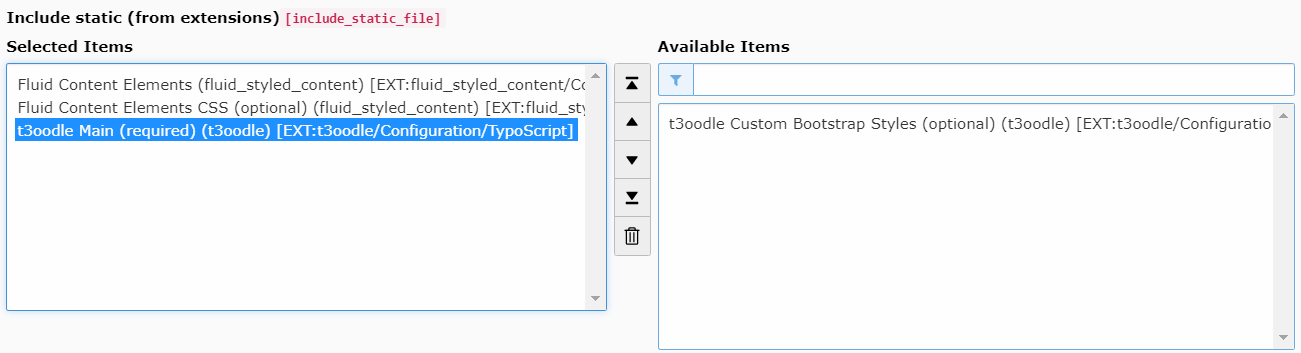 Include static (from extensions) [include_static_file]
Selected Items
Available Items
Fluid Content Elements (fluid_styled_content) [EXT:fluid_styled_content/Co
Fluid Content Elements CSS (optional) (fluid_styled_content) [EXT:fluid_sty
t3oodle Main (required) (t3oodle) [EXT:t3oodle/Configuration/TypoScript]
t3oodle Custom Bootstrap Styles (optional) (t3oodle) [EXT:t3oodle/Configuratio